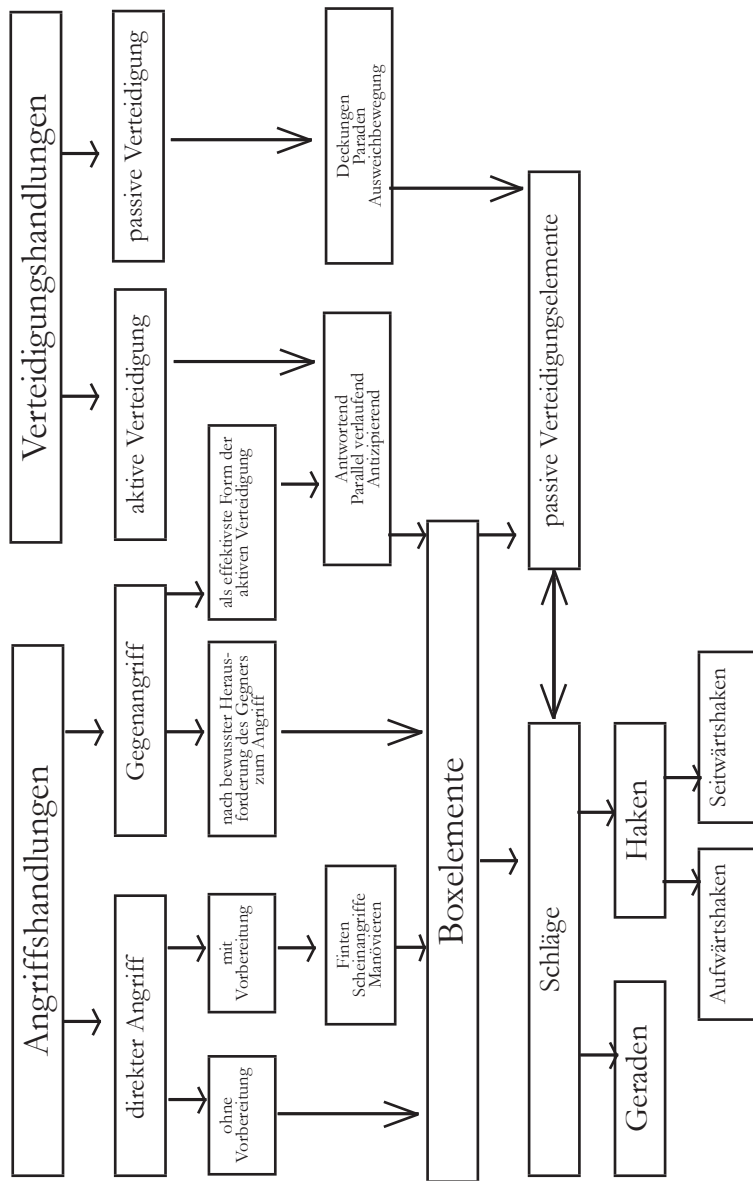 Angriffshandlungen
Verteidigungshandlungen
direkter Angriff
Gegenangriff
aktive Verteidigung
passive Verteidigung
ohne
Vorbereitung
mit
Vorbereitung
nach bewusster Heraus-
forderung des Gegners
zum Angriff
als effektivste Form der
aktiven Verteidigung
Finten
Scheinangriffe
Manövieren
Antwortend
Parallel verlaufend
Antizipierend
Deckungen
Paraden
Ausweichbewegung
Boxelemente
Schläge
passive Verteidigungselemente
Geraden
Haken
Aufwärtshaken
Seitwärtshaken